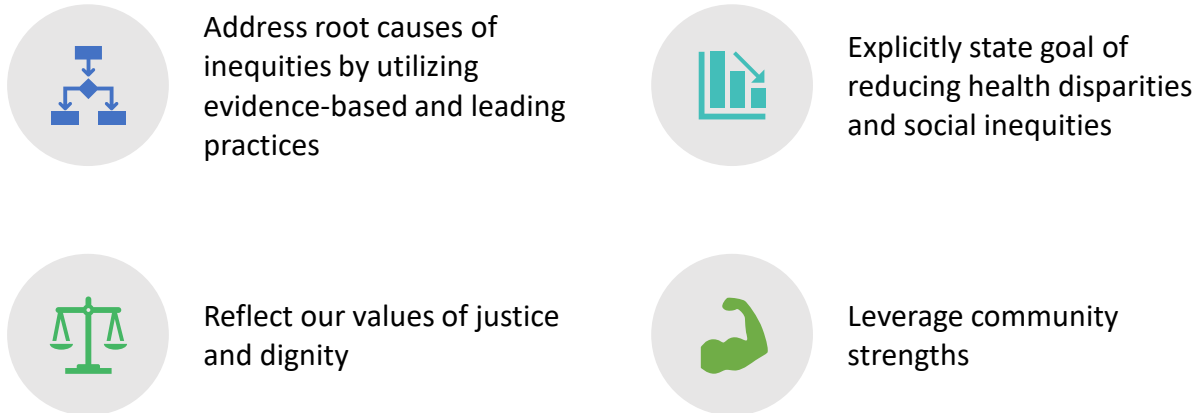 Address root causes of
inequities by utilizing
evidence-based and leading
practices
Explicitly state goal of
reducing health disparities
and social inequities
Reflect our values of justice
and dignity
Leverage community
strengths